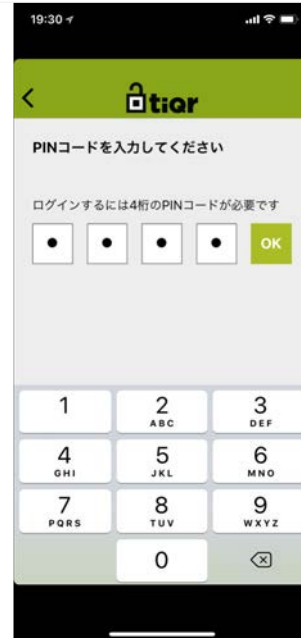 19:30
tiqr
PINコードを入力してください
ログインするには4桁のPINコードが必要です
OK
1
2
ABC
3
DEF
4
GHI
5
JKL
6
MNO
7
PQRS
8
TUV
9
WXYZ
0